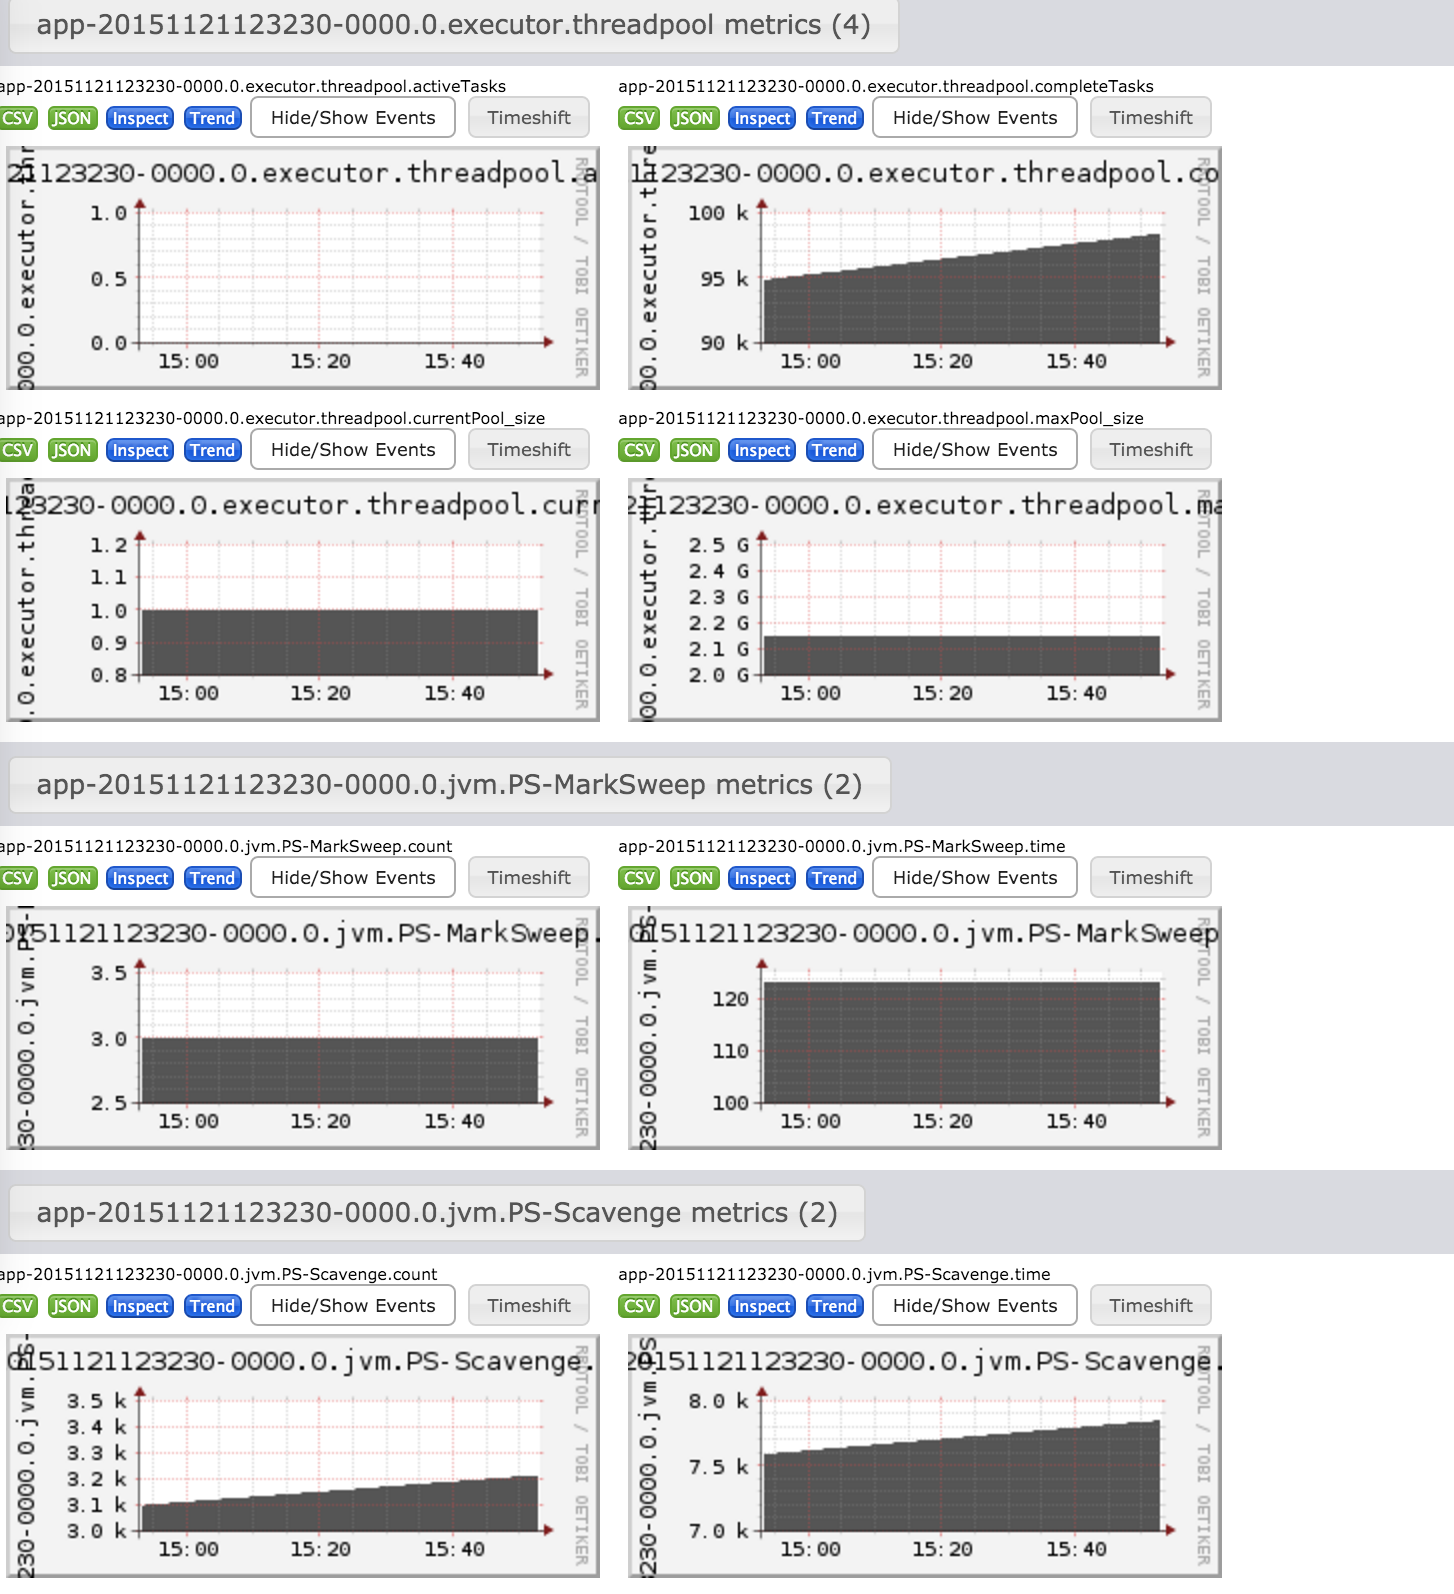 app-20151121123230-0000.0.executor.threadpool metrics (4)
app-20151121123230-0000.0.executor.threadpool.activeTasks
CSV JSON Inspect Trend Hide/Show Events Timeshift
21123230-0000.0.executor.threadpool.a
000.0.executor.thr
RRDTOOL / TOBI OETIKER
1.0
0.5
0.0
15:00 15:20 15:40
app-20151121123230-0000.0.executor.threadpool.completeTasks
CSV JSON Inspect Trend Hide/Show Events Timeshift
1123230-0000.0.executor.threadpool.co
00.0.executor.thre
RRDTOOL / TOBI OETIKER
100 k
95 k
90 k
15:00 15:20 15:40
app-20151121123230-0000.0.executor.threadpool.currentPool_size
CSV JSON Inspect Trend Hide/Show Events Timeshift
123230-0000.0.executor.threadpool.curr
.0.executor.threa
RRDTOOL / TOBI OETIKER
1.2
1.1
1.0
0.9
0.8
15:00 15:20 15:40
app-20151121123230-0000.0.executor.threadpool.maxPool_size
CSV JSON Inspect Trend Hide/Show Events Timeshift
21123230-0000.0.executor.threadpool.ma
000.0.executor.thr
RRDTOOL / TOBI OETIKER
2.5 G
2.4 G
2.3 G
2.2 G
2.1 G
2.0 G
15:00 15:20 15:40
app-20151121123230-0000.0.jvm.PS-MarkSweep metrics (2)
app-20151121123230-0000.0.jvm.PS-MarkSweep.count
CSV JSON Inspect Trend Hide/Show Events Timeshift
0151121123230-0000.0.jvm.PS-MarkSweep.
230-0000.0.jvm.PS-
RRDTOOL / TOBI OETIKER
3.5
3.0
2.5
15:00 15:20 15:40
app-20151121123230-0000.0.jvm.PS-MarkSweep.time
CSV JSON Inspect Trend Hide/Show Events Timeshift
0151121123230-0000.0.jvm.PS-MarkSweep
230-0000.0.jvm.PS-
RRDTOOL / TOBI OETIKER
120
110
100
15:00 15:20 15:40
app-20151121123230-0000.0.jvm.PS-Scavenge metrics (2)
app-20151121123230-0000.0.jvm.PS-Scavenge.count
CSV JSON Inspect Trend Hide/Show Events Timeshift
0151121123230-0000.0.jvm.PS-Scavenge.
230-0000.0.jvm.PS-
RRDTOOL / TOBI OETIKER
3.5 k
3.4 k
3.3 k
3.2 k
3.1 k
3.0 k
15:00 15:20 15:40
app-20151121123230-0000.0.jvm.PS-Scavenge.time
CSV JSON Inspect Trend Hide/Show Events Timeshift
20151121123230-0000.0.jvm.PS-Scavenge.
3230-0000.0.jvm.PS
RRDTOOL / TOBI OETIKER
8.0 k
7.5 k
7.0 k
15:00 15:20 15:40